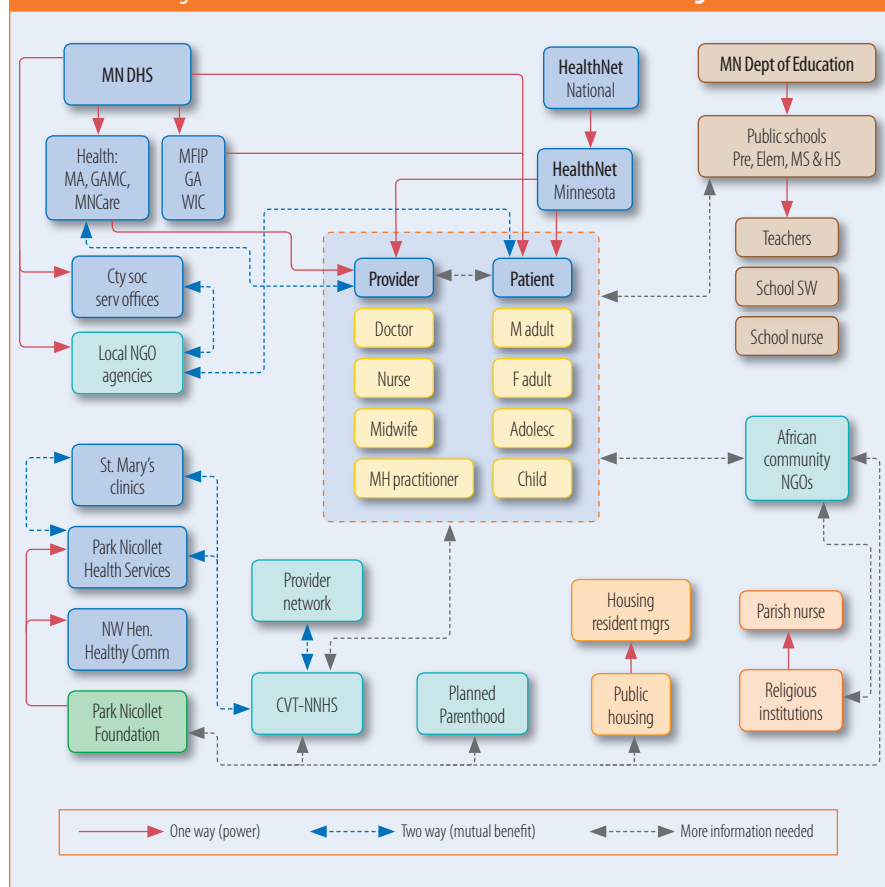 MN DHS
HealthNet
National
MN Dept of Education
Health:
MA, GAMC,
MNCare
MFIP
GA
WIC
HealthNet
Minnesota
Public schools
Pre, Elem, MS & HS
Teachers
School SW
School nurse
Cty soc
serv offices
Local NGO
agencies
Provider
Patient
Doctor
M adult
Nurse
F adult
Midwife
Adolesc
MH practitioner
Child
African
community
NGOs
St. Mary's
clinics
Park Nicollet
Health Services
NW Hen.
Healthy Comm
Park Nicollet
Foundation
Provider
network
CVT–NNHS
Planned
Parenthood
Housing
resident mgrs
Public
housing
Parish nurse
Religious
institutions
One way (power)
Two way (mutual benefit)
More information needed